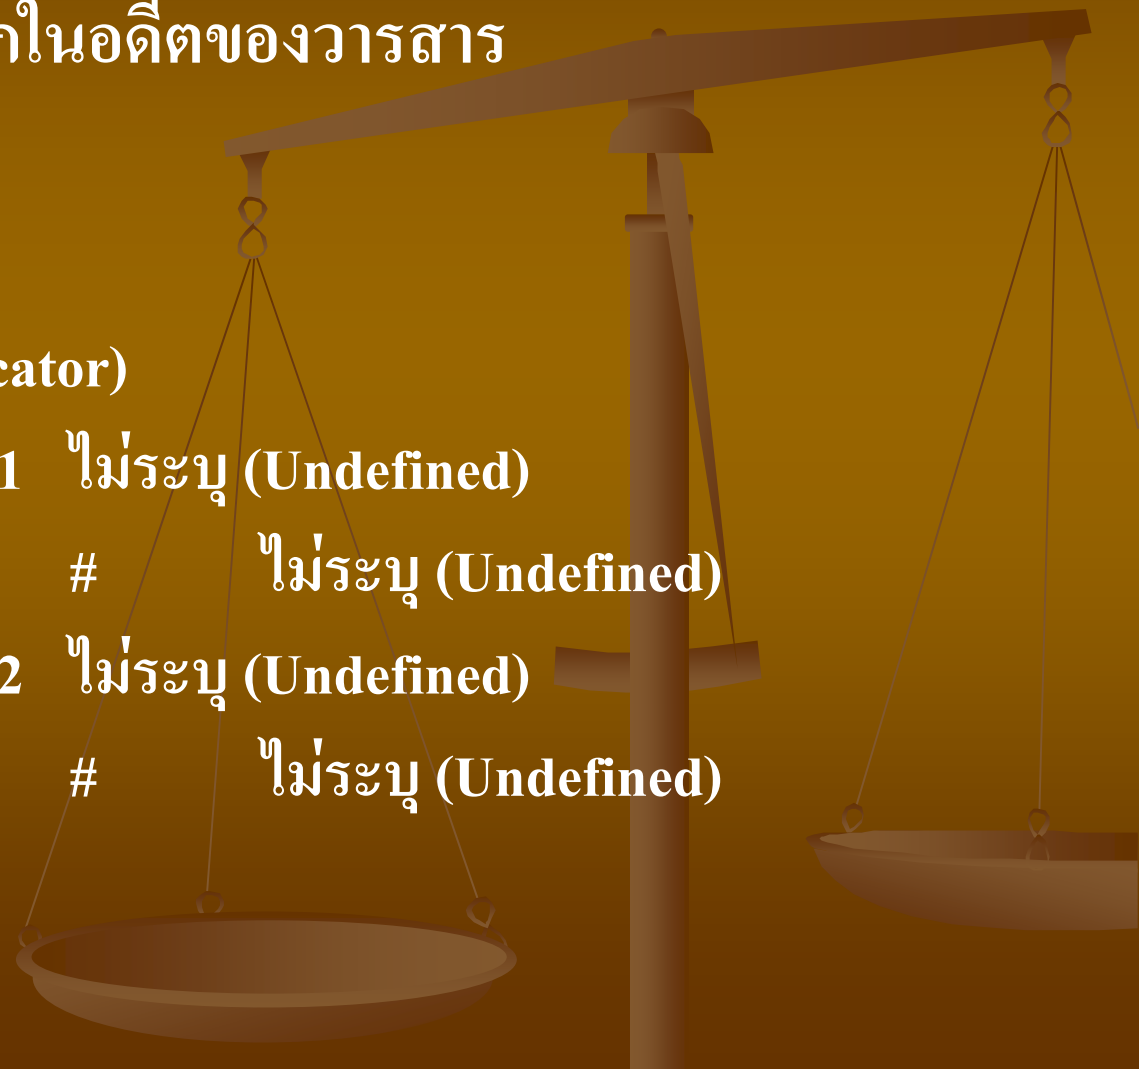 กในอดีตของวารสาร
cator)
1 ไม่ระบุ (Undefined)
# ไม่ระบุ (Undefined)
2 ไม่ระบุ (Undefined)
# ไม่ระบุ (Undefined)